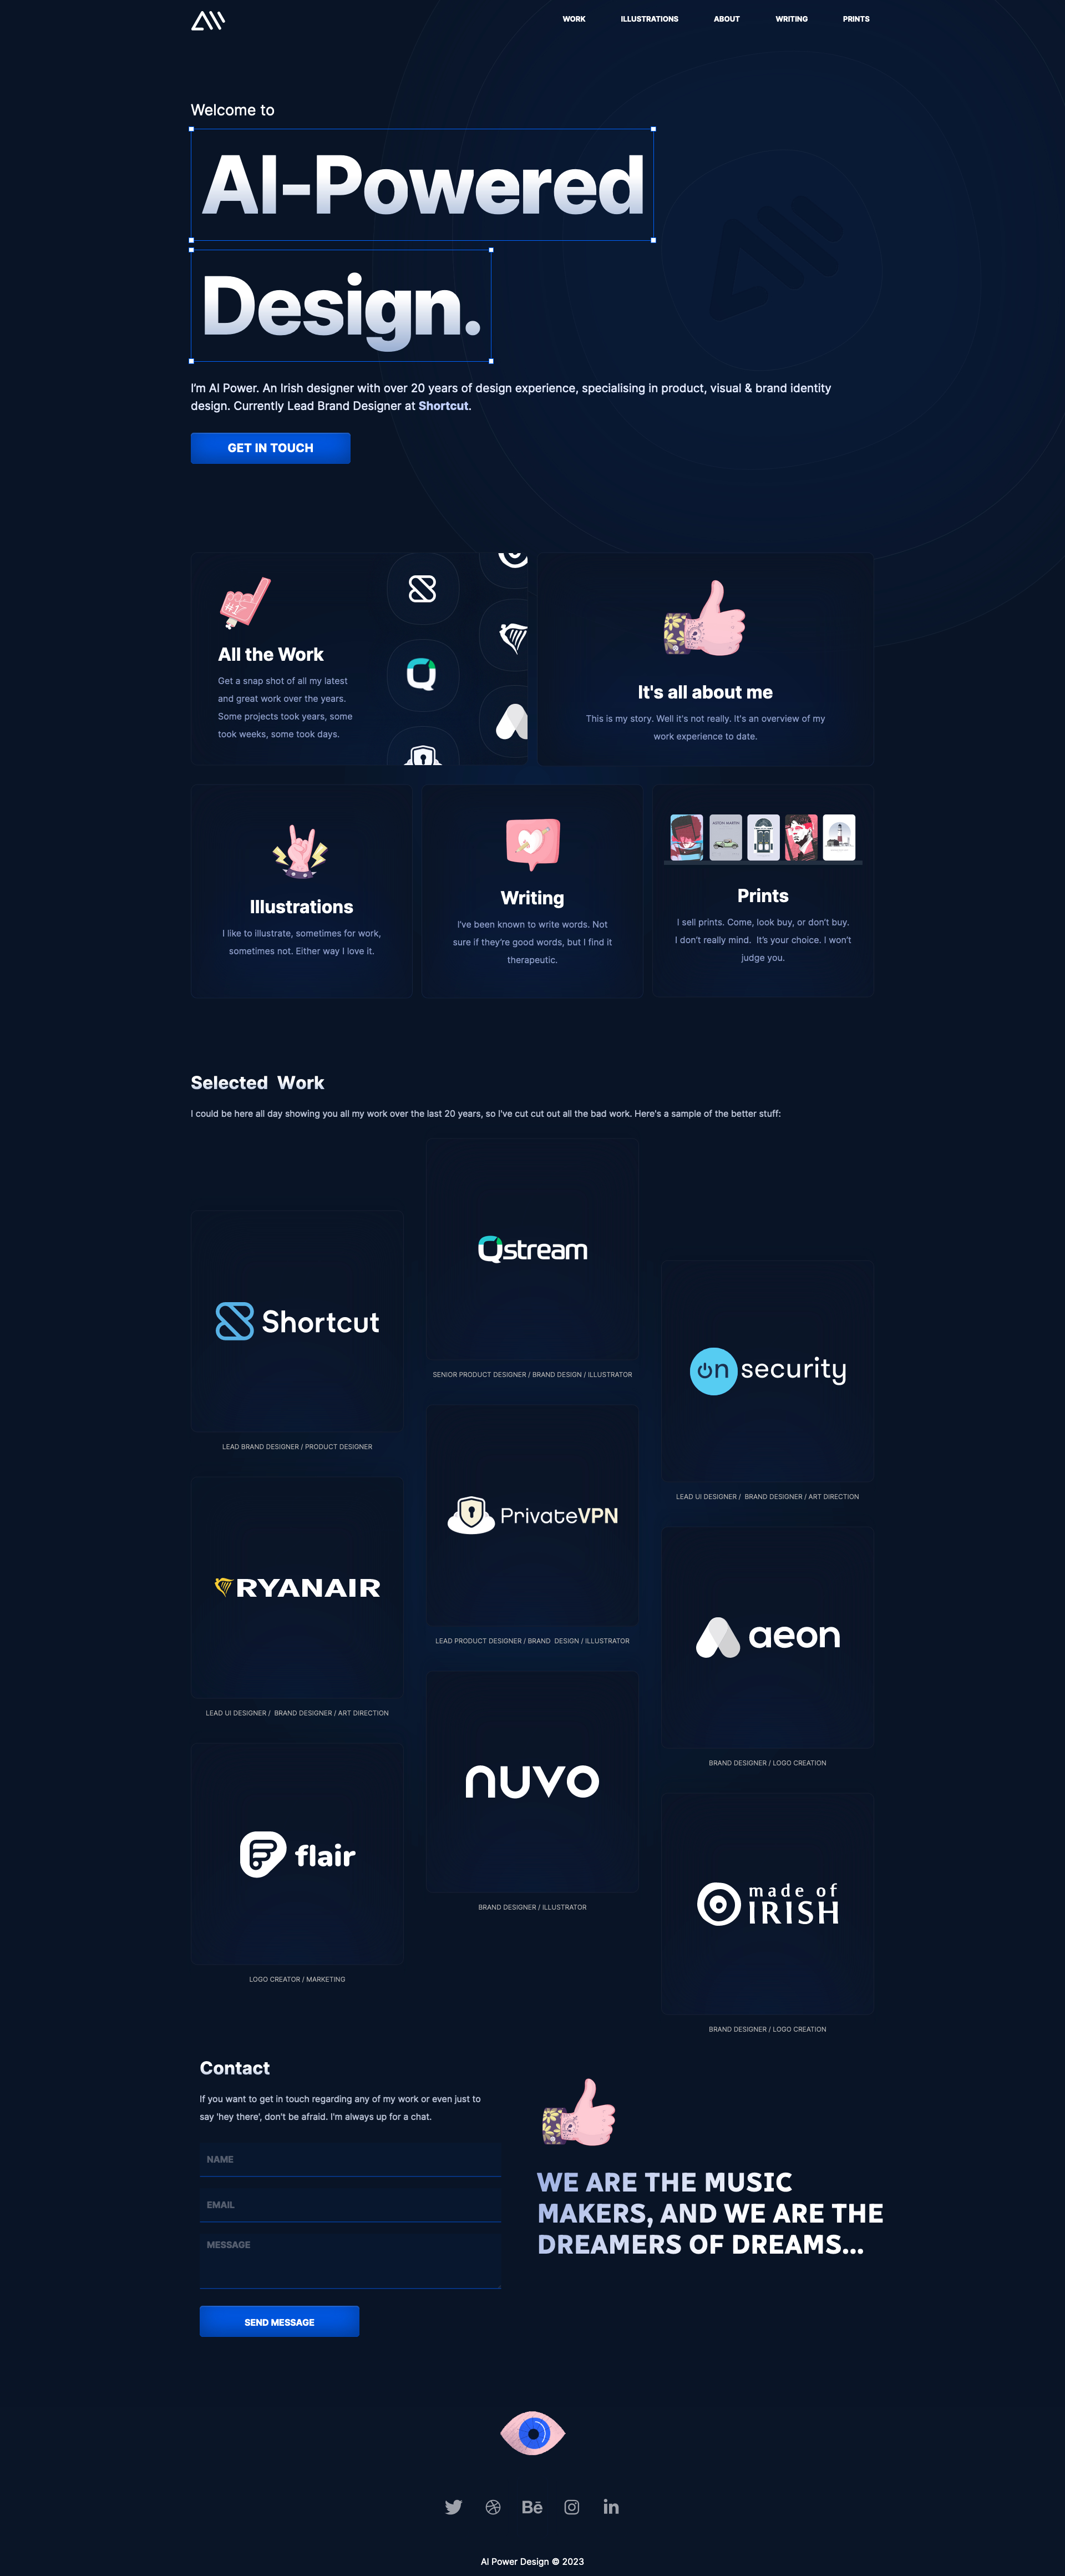 WORK ILLUSTRATIONS ABOUT WRITING PRINTS
Welcome to
AI-Powered
Design.
I'm Al Power. An Irish designer with over 20 years of design experience, specialising in product, visual & brand identity
design. Currently Lead Brand Designer at Shortcut.
GET IN TOUCH
#1
All the Work
Get a snap shot of all my latest
and great work over the years.
Some projects took years, some
took weeks, some took days.
It's all about me
This is my story. Well it's not really. It's an overview of my
work experience to date.
Illustrations
I like to illustrate, sometimes for work,
sometimes not. Either way I love it.
Writing
I've been known to write words. Not
sure if they're good words, but I find it
therapeutic.
ASTON MARTIN
Prints
I sell prints. Come, look buy, or don't buy.
I don't really mind.  It's your choice. I won't
judge you.
Selected  Work
I could be here all day showing you all my work over the last 20 years, so I've cut cut out all the bad work. Here's a sample of the better stuff:
Qstream
SENIOR PRODUCT DESIGNER / BRAND DESIGN / ILLUSTRATOR
Shortcut
LEAD BRAND DESIGNER / PRODUCT DESIGNER
on security
LEAD UI DESIGNER /  BRAND DESIGNER / ART DIRECTION
PrivateVPN
LEAD PRODUCT DESIGNER / BRAND  DESIGN / ILLUSTRATOR
RYANAIR
LEAD UI DESIGNER /  BRAND DESIGNER / ART DIRECTION
aeon
BRAND DESIGNER / LOGO CREATION
nuvo
BRAND DESIGNER / ILLUSTRATOR
flair
LOGO CREATOR / MARKETING
made of
IRISH
BRAND DESIGNER / LOGO CREATION
Contact
If you want to get in touch regarding any of my work or even just to
say 'hey there', don't be afraid. I'm always up for a chat.
NAME
EMAIL
MESSAGE
SEND MESSAGE
WE ARE THE MUSIC
MAKERS, AND WE ARE THE
DREAMERS OF DREAMS...
Bē
in
Al Power Design © 2023